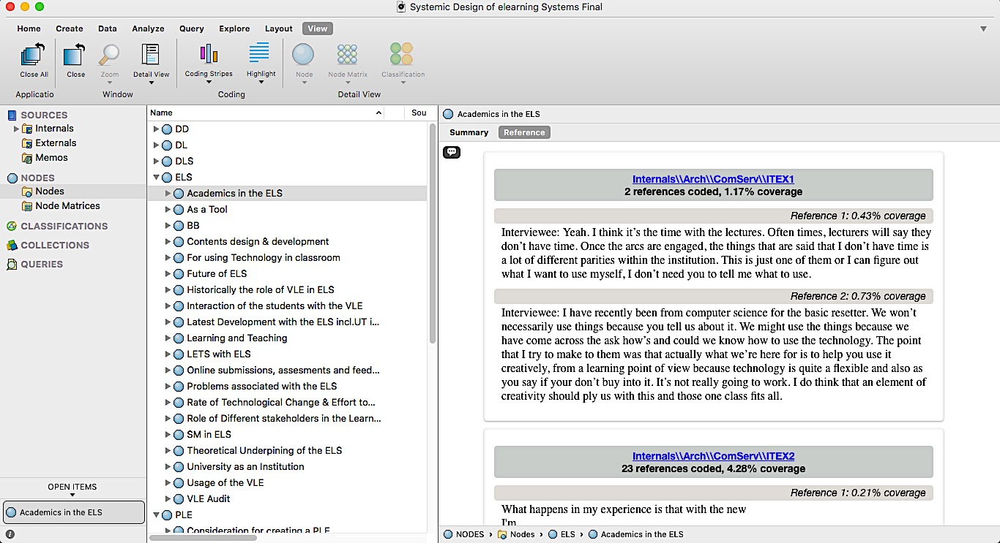 Systemic Design of elearning Systems Final
Home Create Data Analyze Query Explore Layout View
Close All Close Zoom Detail View Coding Stripes Highlight Node Node Matrix Classification
Applicatio Window Coding Detail View
SOURCES
Internals
Externals
Memos
NODES
Nodes
Node Matrices
CLASSIFICATIONS
COLLECTIONS
QUERIES
OPEN ITEMS
Academics in the ELS
Name Sou
DD
DL
DLS
ELS
Academics in the ELS
As a Tool
BB
Contents design & development
For using Technology in classroom
Future of ELS
Historically the role of VLE in ELS
Interaction of the students with the VLE
Latest Development with the ELS incl.UT i...
Learning and Teaching
LETS with ELS
Online submissions, assesments and feed...
Problems associated with the ELS
Rate of Technological Change & Effort to...
Role of Different stakeholders in the Learn...
SM in ELS
Theoretical Underpining of the ELS
University as an Institution
Usage of the VLE
VLE Audit
PLE
Consideration for creating a PLE
Academics in the ELS
Summary Reference
Internals\\Arch\\ComServ\\ITEX1
2 references coded, 1.17% coverage
Reference 1: 0.43% coverage
Interviewee: Yeah. I think it's the time with the lectures. Often times, lecturers will say they
don't have time. Once the arcs are engaged, the things that are said that I don't have time is
a lot of different parities within the institution. This is just one of them or I can figure out
what I want to use myself, I don't need you to tell me what to use.
Reference 2: 0.73% coverage
Interviewee: I have recently been from computer science for the basic resetter. We won't
necessarily use things because you tell us about it. We might use the things because we
have come across the ask how's and could we know how to use the technology. The point
that I try to make to them was that actually what we're here for is to help you use it
creatively, from a learning point of view because technology is quite a flexible and also as
you say if your don't buy into it. It's not really going to work. I do think that an element of
creativity should ply us with this and those one class fits all.
Internals\\Arch\\ComServ\\ITEX2
23 references coded, 4.28% coverage
Reference 1: 0.21% coverage
What happens in my experience is that with the new
I'm
NODES › Nodes › ELS › Academics in the ELS